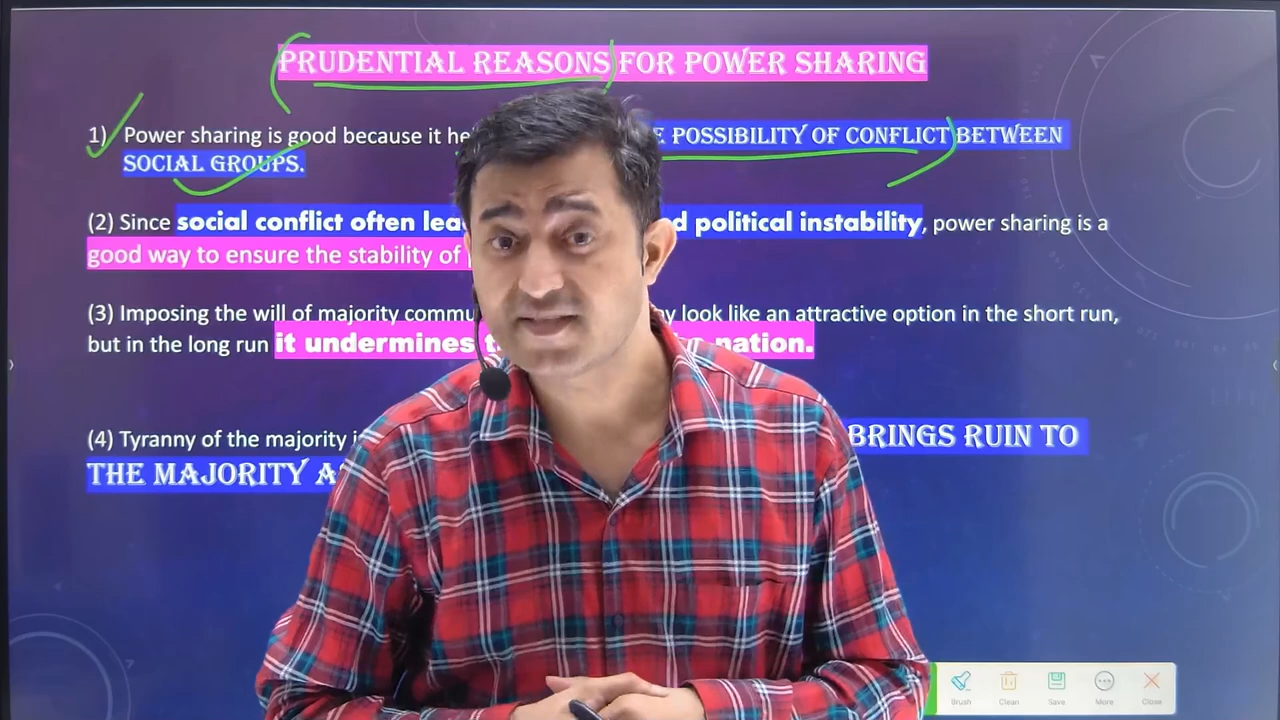 PRUDENTIAL REASONS FOR POWER SHARING
1) Power sharing is good because it he POSSIBILITY OF CONFLICT BETWEEN
SOCIAL GROUPS.
(2) Since social conflict often lea political instability, power sharing is a
good way to ensure the stability of
(3) Imposing the will of majority commu look like an attractive option in the short run,
but in the long run it undermines nation.
(4) Tyranny of the majority i BRINGS RUIN TO
THE MAJORITY A
Brush Clean Save More Close